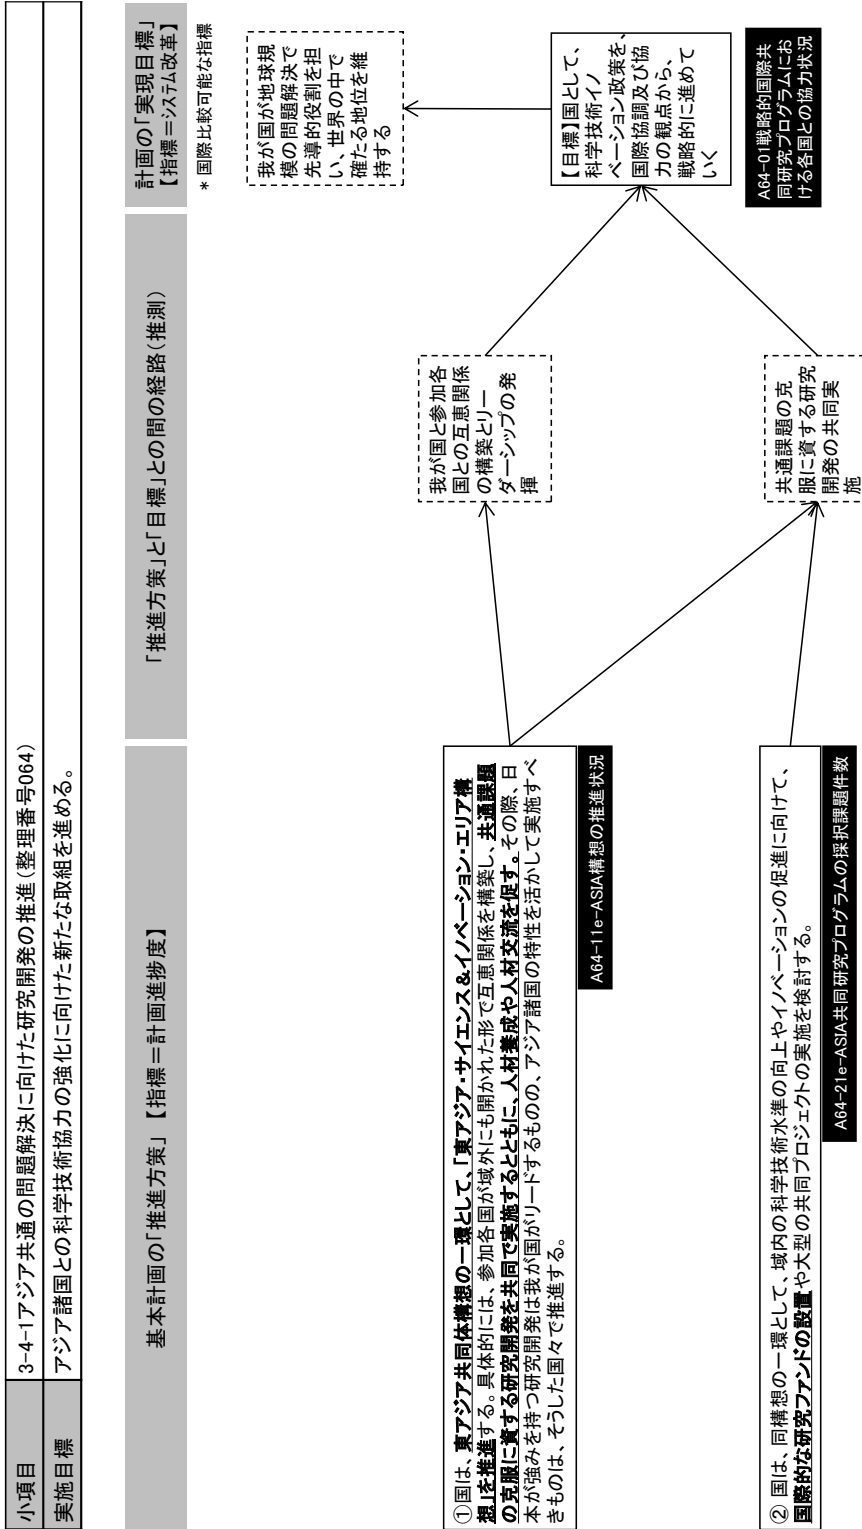 小項目 3-4-1アジア共通の問題解決に向けた研究開発の推進(整理番号064)
実施目標 アジア諸国との科学技術協力の強化に向けた新たな取組を進める。
基本計画の「推進方策」【指標＝計画進捗度】
「推進方策」と「目標」との間の経路(推測)
計画の「実現目標」
【指標＝システム改革】
＊国際比較可能な指標
①国は、東アジア共同体構想の一環として、「東アジア・サイエンス&イノベーション・エリア構
想」を推進する。具体的には、参加各国が域外にも開かれた形で互恵関係を構築し、共通課題
の克服に資する研究開発を共同で実施するとともに、人材養成や人材交流を促す。その際、日
本が強みを持つ研究開発は我が国がリードするものの、アジア諸国の特性を活かして実施すべ
きものは、そうした国々で推進する。
A64-11e-ASIA構想の推進状況
② 国は、同構想の一環として、域内の科学技術水準の向上やイノベーションの促進に向けて、
国際的な研究ファンドの設置や大型の共同プロジェクトの実施を検討する。
A64-21e-ASIA共同研究プログラムの採択課題件数
我が国と参加各
国との互恵関係
の構築とリー
ダーシップの発
揮
共通課題の克
服に資する研究
開発の共同実
施
我が国が地球規
模の問題解決で
先導的役割を担
い、世界の中で
確たる地位を維
持する
【目標】国として、
科学技術イノ
ベーション政策を、
国際協調及び協
力の観点から、
戦略的に進めて
いく
A64-01戦略的国際共
同研究プログラムにお
ける各国との協力状況